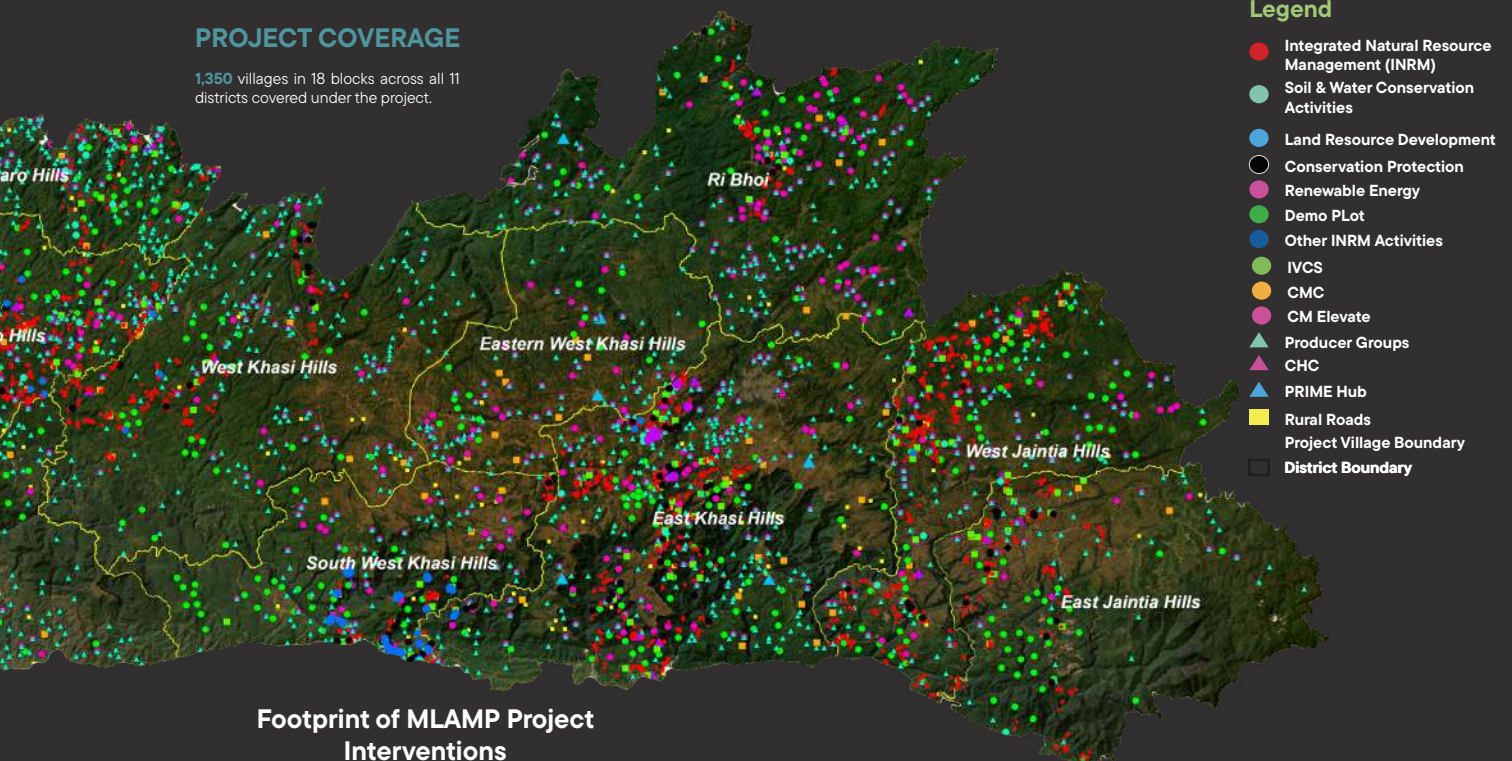 PROJECT COVERAGE
1,350 villages in 18 blocks across all 11
districts covered under the project.
aro Hills
Hills
West Khasi Hills
Eastern West Khasi Hills
Ri Bhoi
South West Khasi Hills
East Khasi Hills
West Jaintia Hills
East Jaintia Hills
Footprint of MLAMP Project
Interventions
Legend
Integrated Natural Resource
Management (INRM)
Soil & Water Conservation
Activities
Land Resource Development
Conservation Protection
Renewable Energy
Demo PLot
Other INRM Activities
IVCS
CMC
CM Elevate
Producer Groups
CHC
PRIME Hub
Rural Roads
Project Village Boundary
District Boundary